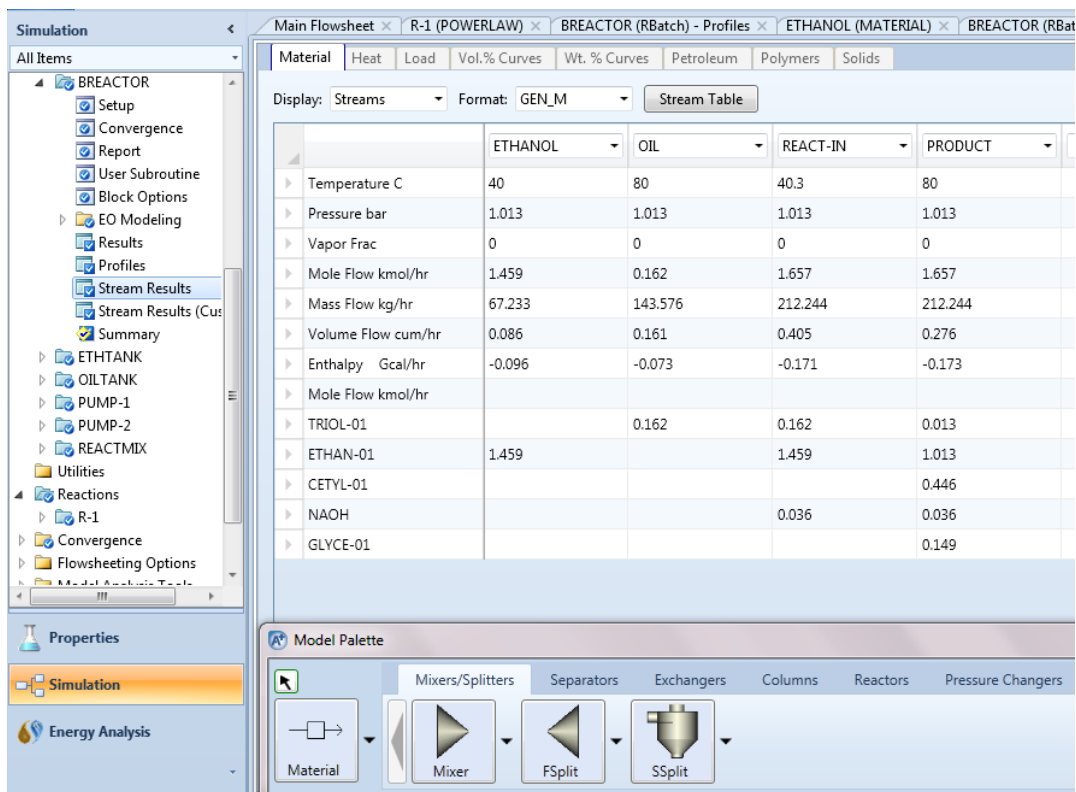 Simulation
All Items
BREACTOR
Setup
Convergence
Report
User Subroutine
Block Options
EO Modeling
Results
Profiles
Stream Results
Stream Results (Cus
Summary
ETHTANK
OILTANK
PUMP-1
PUMP-2
REACTMIX
Utilities
Reactions
R-1
Convergence
Flowsheeting Options
Properties
Simulation
Energy Analysis
Main Flowsheet R-1 (POWERLAW) BREACTOR (RBatch) - Profiles ETHANOL (MATERIAL) BREACTOR (RBat
Material Heat Load Vol.% Curves Wt. % Curves Petroleum Polymers Solids
Display: Streams Format: GEN_M Stream Table
ETHANOL OIL REACT-IN PRODUCT
Temperature C 40 80 40.3 80
Pressure bar 1.013 1.013 1.013 1.013
Vapor Frac 0 0 0 0
Mole Flow kmol/hr 1.459 0.162 1.657 1.657
Mass Flow kg/hr 67.233 143.576 212.244 212.244
Volume Flow cum/hr 0.086 0.161 0.405 0.276
Enthalpy Gcal/hr -0.096 -0.073 -0.171 -0.173
Mole Flow kmol/hr
TRIOL-01 0.162 0.162 0.013
ETHAN-01 1.459 1.459 1.013
CETYL-01 0.446
NAOH 0.036 0.036
GLYCE-01 0.149
Model Palette
Mixers/Splitters Separators Exchangers Columns Reactors Pressure Changers
Material Mixer FSplit SSplit